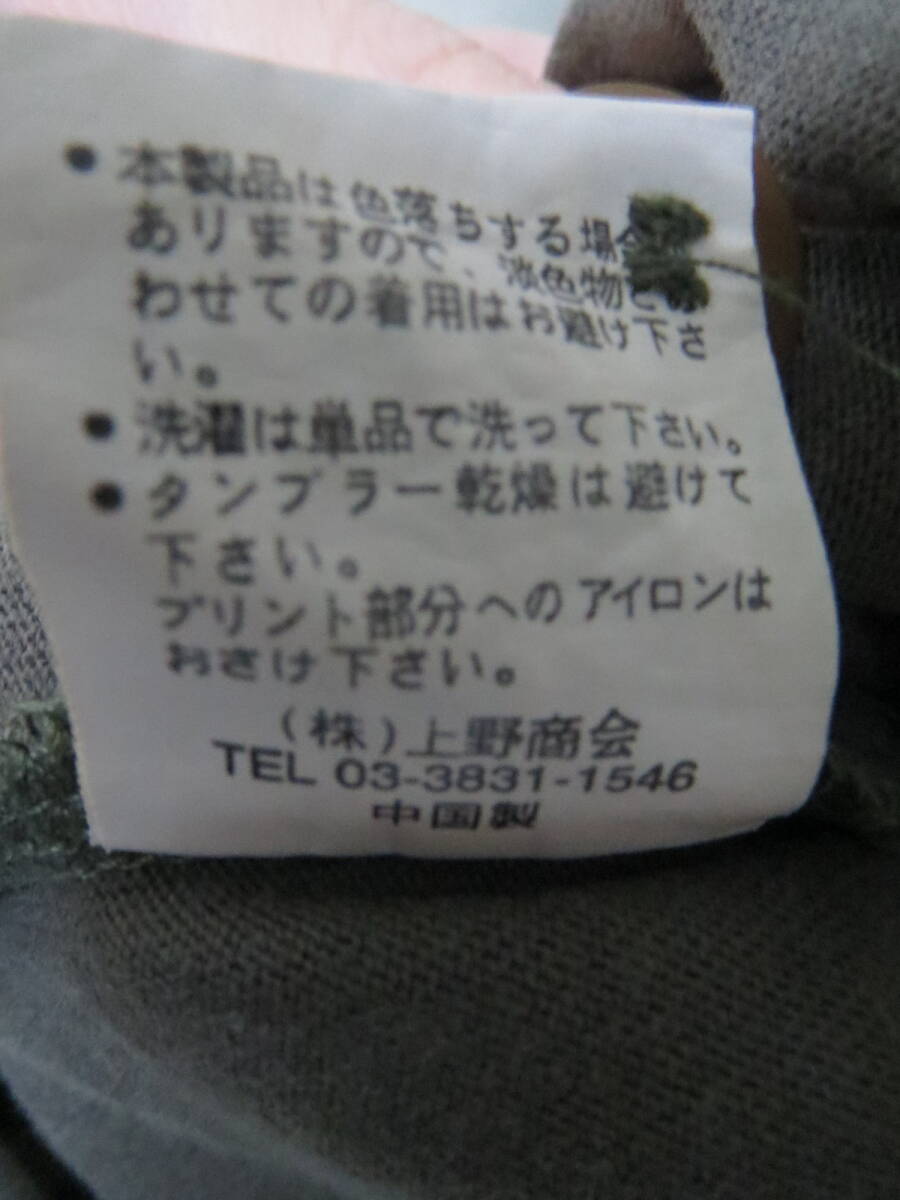 • 本製品は色落ちする場合
ありますので、淡色物とあ
わせての着用はお避け下さ
い。
• 洗濯は単品で洗って下さい。
• タンブラー乾燥は避けて
下さい。
プリント部分へのアイロンは
おさけ下さい。
(株)上野商会
TEL 03-3831-1546
中国製